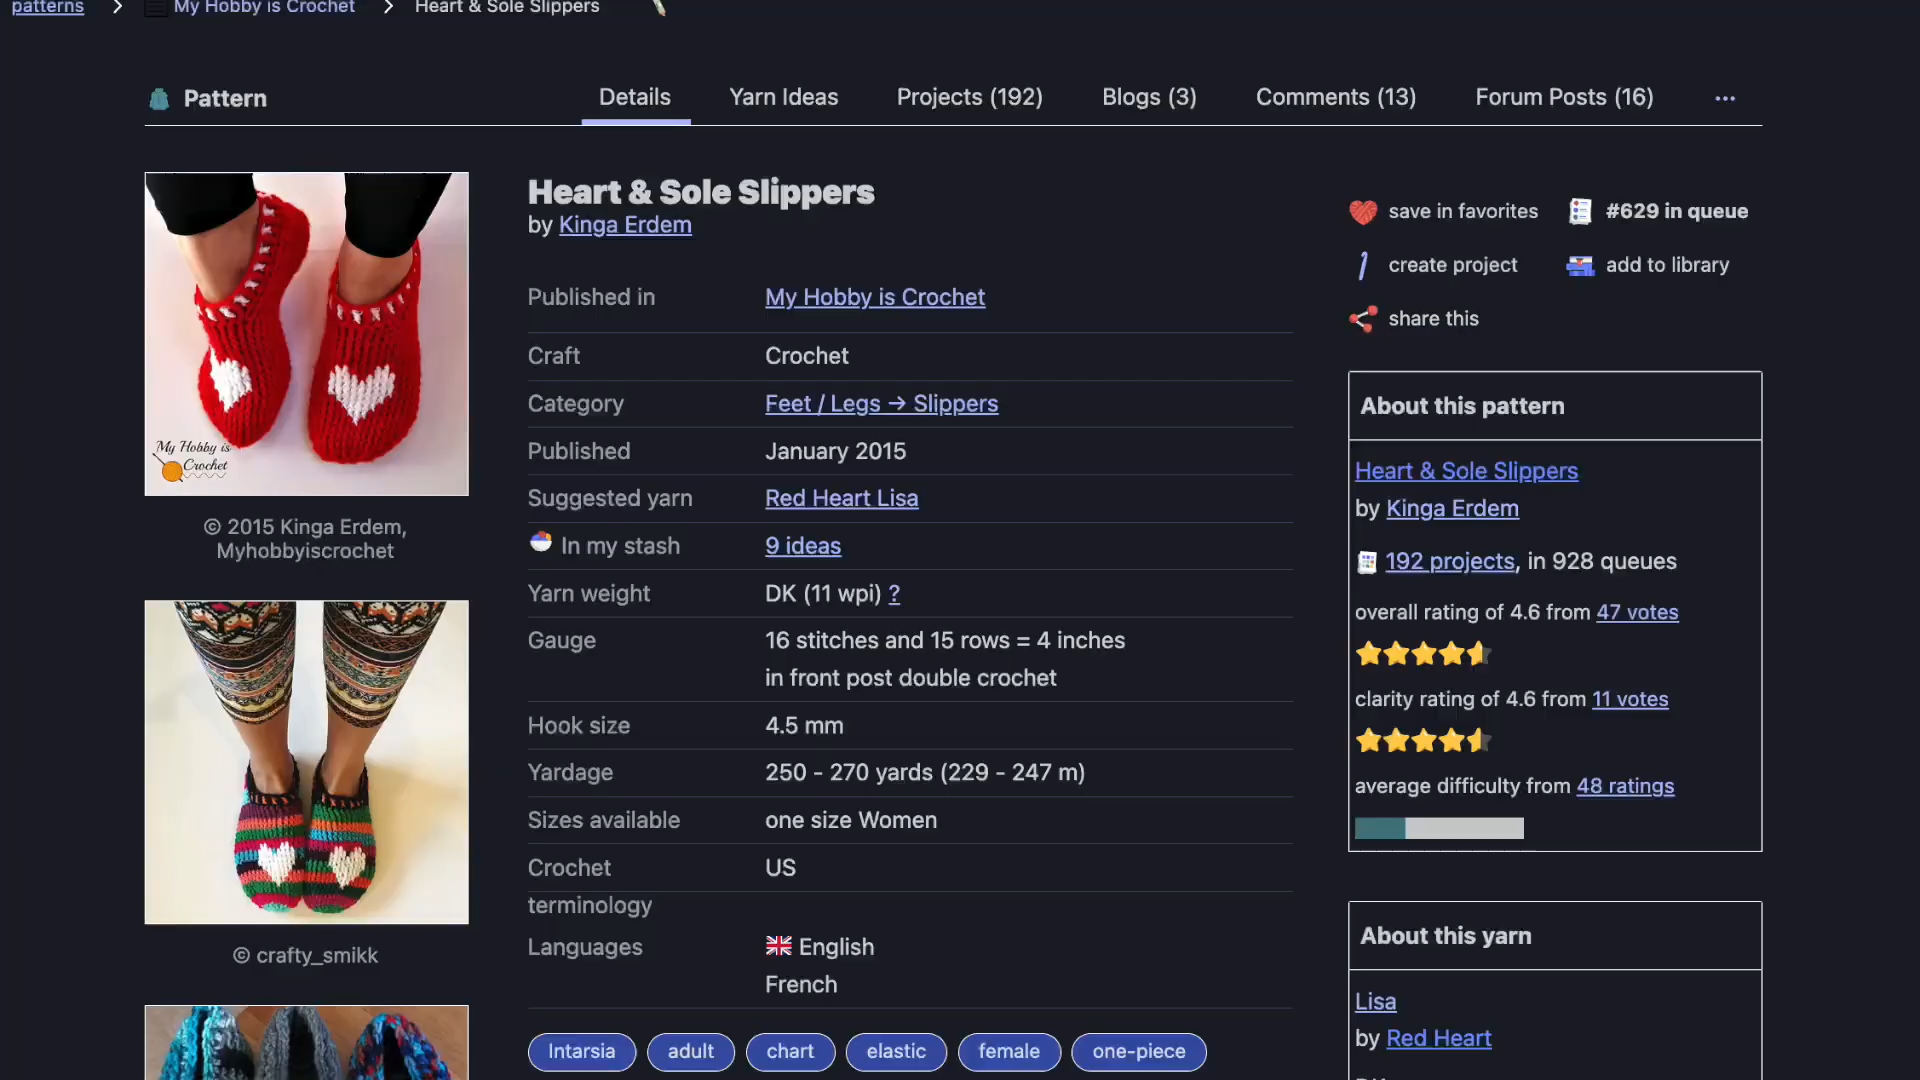 patterns
My Hobby is Crochet
Heart & Sole Slippers
Pattern
Details
Yarn Ideas
Projects (192)
Blogs (3)
Comments (13)
Forum Posts (16)
My Hobby is
Crochet
© 2015 Kinga Erdem,
Myhobbyiscrochet
© crafty_smikk
Heart & Sole Slippers
by Kinga Erdem
Published in My Hobby is Crochet
Craft Crochet
Category Feet / Legs → Slippers
Published January 2015
Suggested yarn Red Heart Lisa
In my stash 9 ideas
Yarn weight DK (11 wpi) ?
Gauge 16 stitches and 15 rows = 4 inches
in front post double crochet
Hook size 4.5 mm
Yardage 250 - 270 yards (229 - 247 m)
Sizes available one size Women
Crochet US
terminology
Languages English
French
Intarsia
adult
chart
elastic
female
one-piece
save in favorites
#629 in queue
create project
add to library
share this
About this pattern
Heart & Sole Slippers
by Kinga Erdem
192 projects, in 928 queues
overall rating of 4.6 from 47 votes
clarity rating of 4.6 from 11 votes
average difficulty from 48 ratings
About this yarn
Lisa
by Red Heart